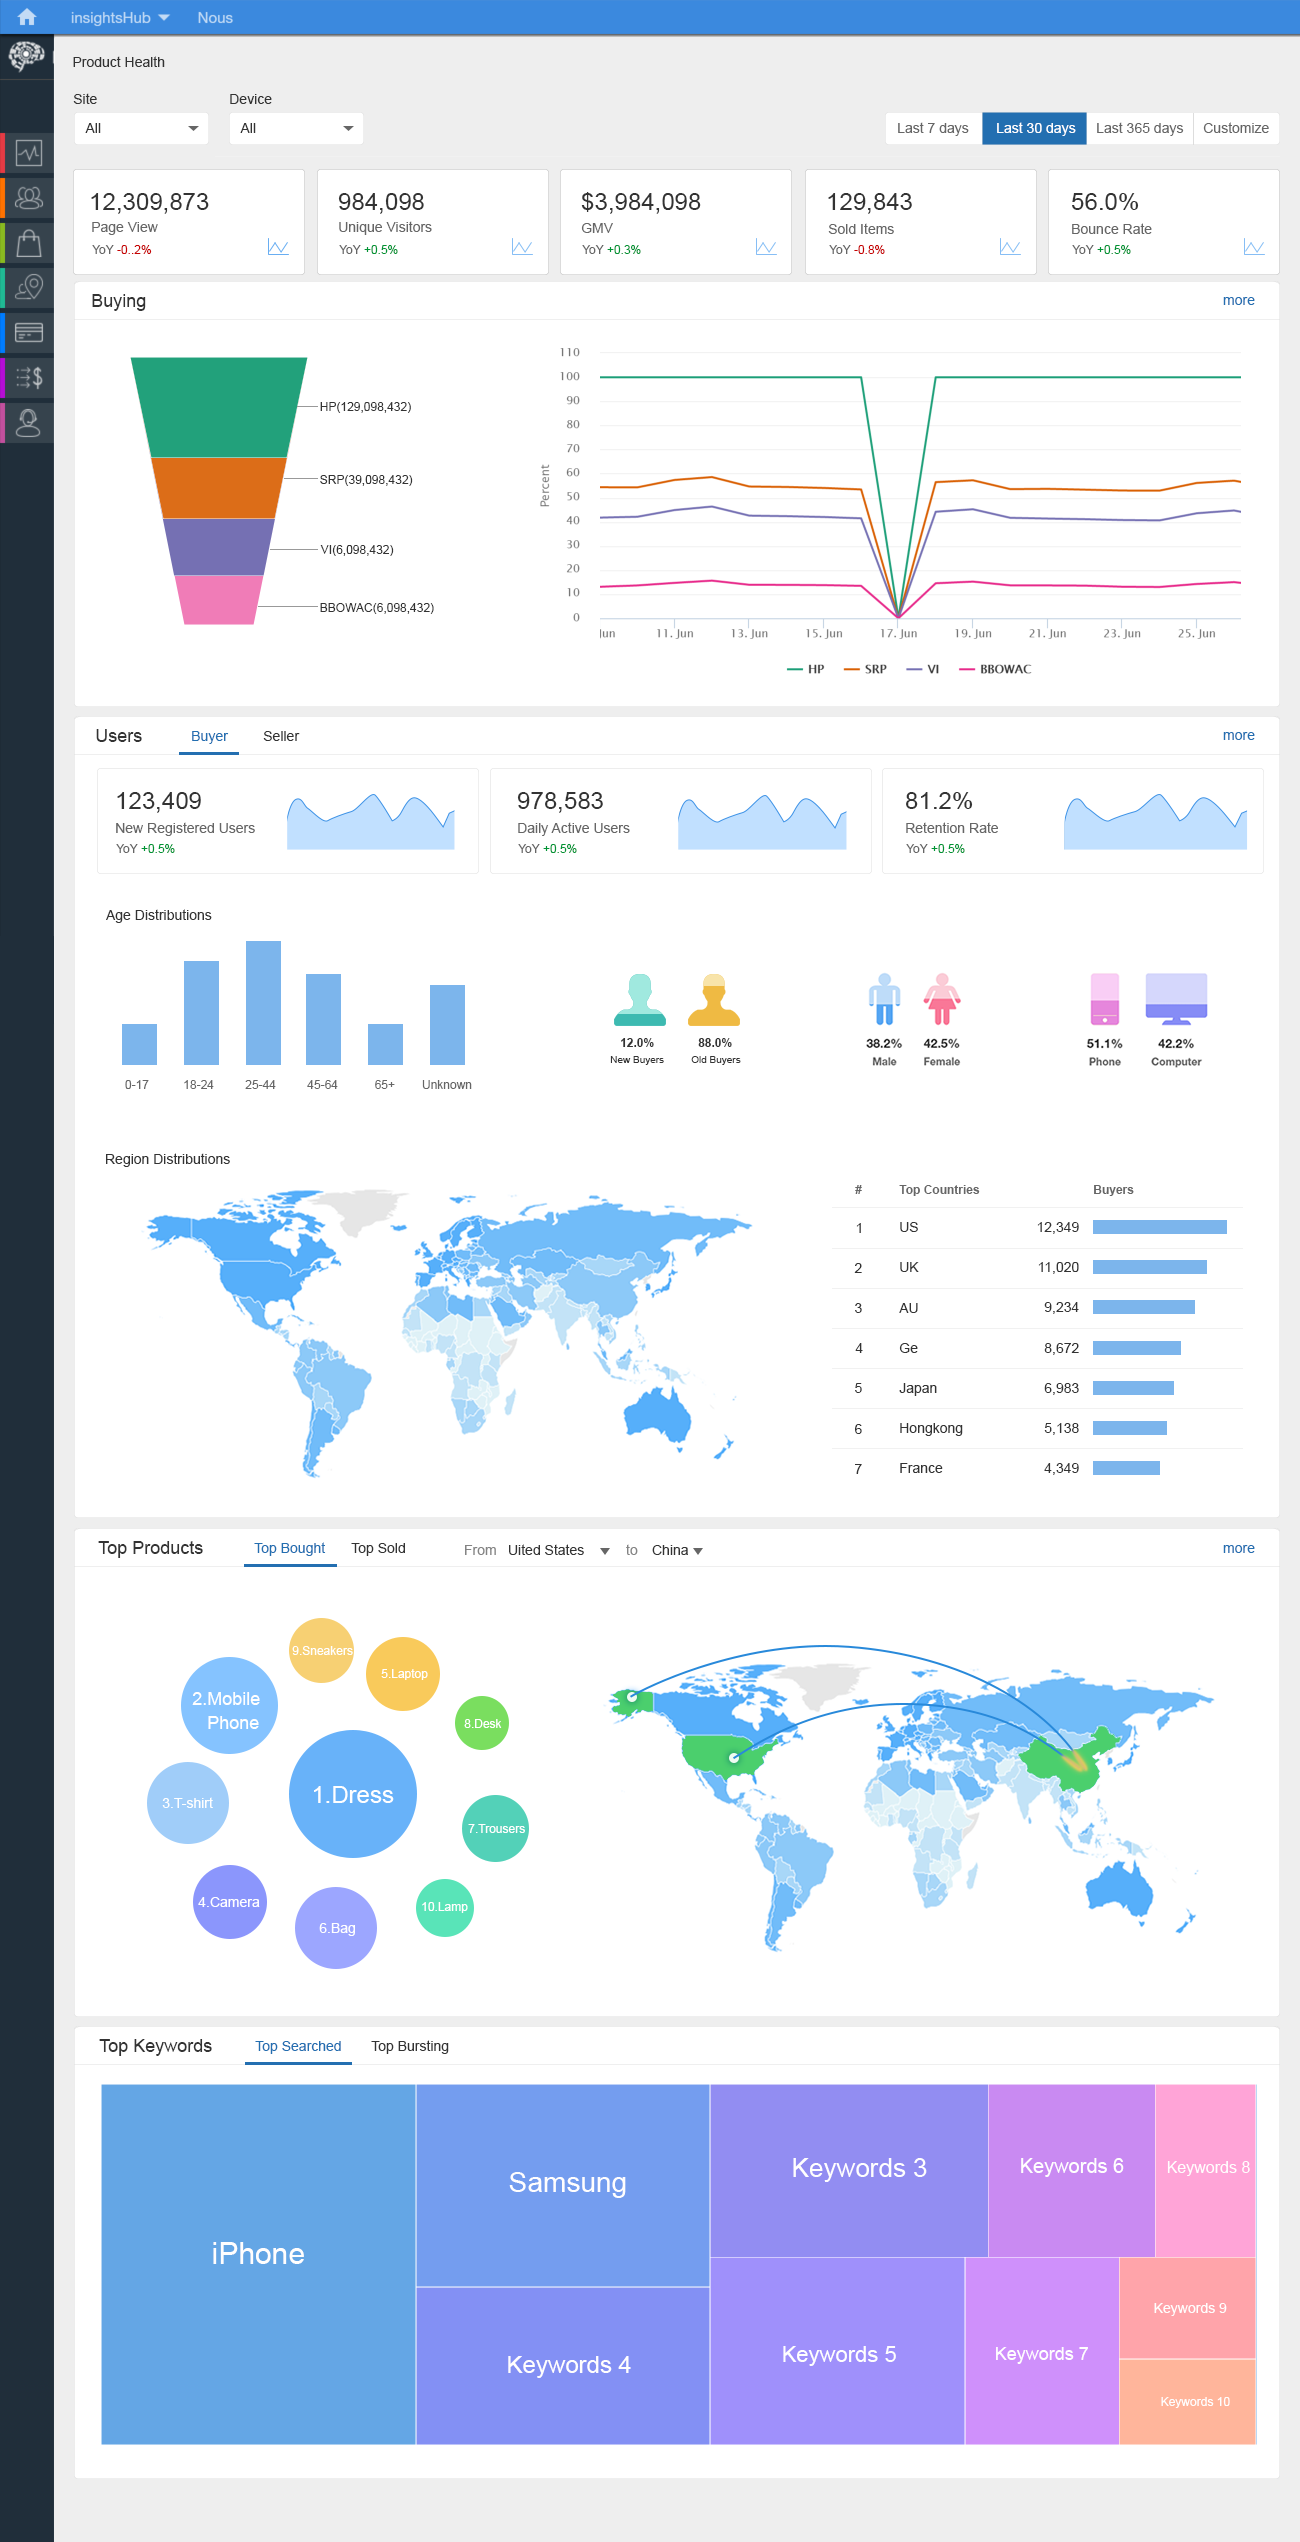 insightsHub Nous
Product Health
Site Device
All All Last 7 days Last 30 days Last 365 days Customize
12,309,873 984,098 $3,984,098 129,843 56.0%
Page View Unique Visitors GMV Sold Items Bounce Rate
YoY -0..2% YoY +0.5% YoY +0.3% YoY -0.8% YoY +0.5%
Buying more
HP(129,098,432)
SRP(39,098,432)
VI(6,098,432)
BBOWAC(6,098,432)
Percent
110
100
90
80
70
60
50
40
30
20
10
0
Jun 11. Jun 13. Jun 15. Jun 17. Jun 19. Jun 21. Jun 23. Jun 25. Jun
HP SRP VI BBOWAC
Users Buyer Seller more
123,409 978,583 81.2%
New Registered Users Daily Active Users Retention Rate
YoY +0.5% YoY +0.5% YoY +0.5%
Age Distributions
0-17 18-24 25-44 45-64 65+ Unknown
12.0% 88.0% 38.2% 42.5% 51.1% 42.2%
New Buyers Old Buyers Male Female Phone Computer
Region Distributions
# Top Countries Buyers
1 US 12,349
2 UK 11,020
3 AU 9,234
4 Ge 8,672
5 Japan 6,983
6 Hongkong 5,138
7 France 4,349
Top Products Top Bought Top Sold From Uited States to China more
9.Sneakers
5.Laptop
2.Mobile
Phone
8.Desk
1.Dress
3.T-shirt
7.Trousers
4.Camera
10.Lamp
6.Bag
Top Keywords Top Searched Top Bursting
iPhone
Samsung
Keywords 3
Keywords 6
Keywords 8
Keywords 4
Keywords 5
Keywords 7
Keywords 9
Keywords 10